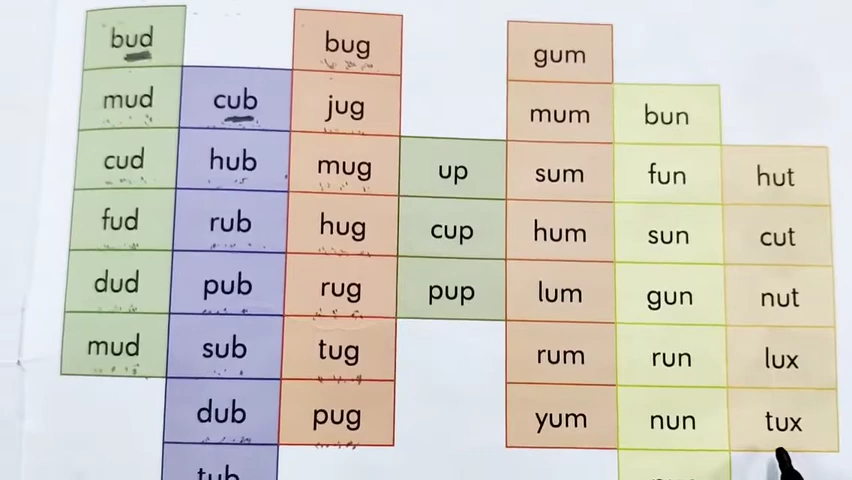 bud
mud
cud
fud
dud
mud
cub
hub
rub
pub
sub
dub
tub
bug
jug
mug
hug
rug
tug
pug
up
cup
pup
gum
mum
sum
hum
lum
rum
yum
bun
fun
sun
gun
run
nun
hut
cut
nut
lux
tux